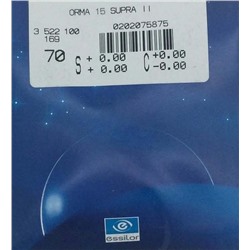 ORMA 15 SUPRA II
3 522 100 0202075875
169
70 S + 0.00 C +0.00
+ 0.00 -0.00
essilor